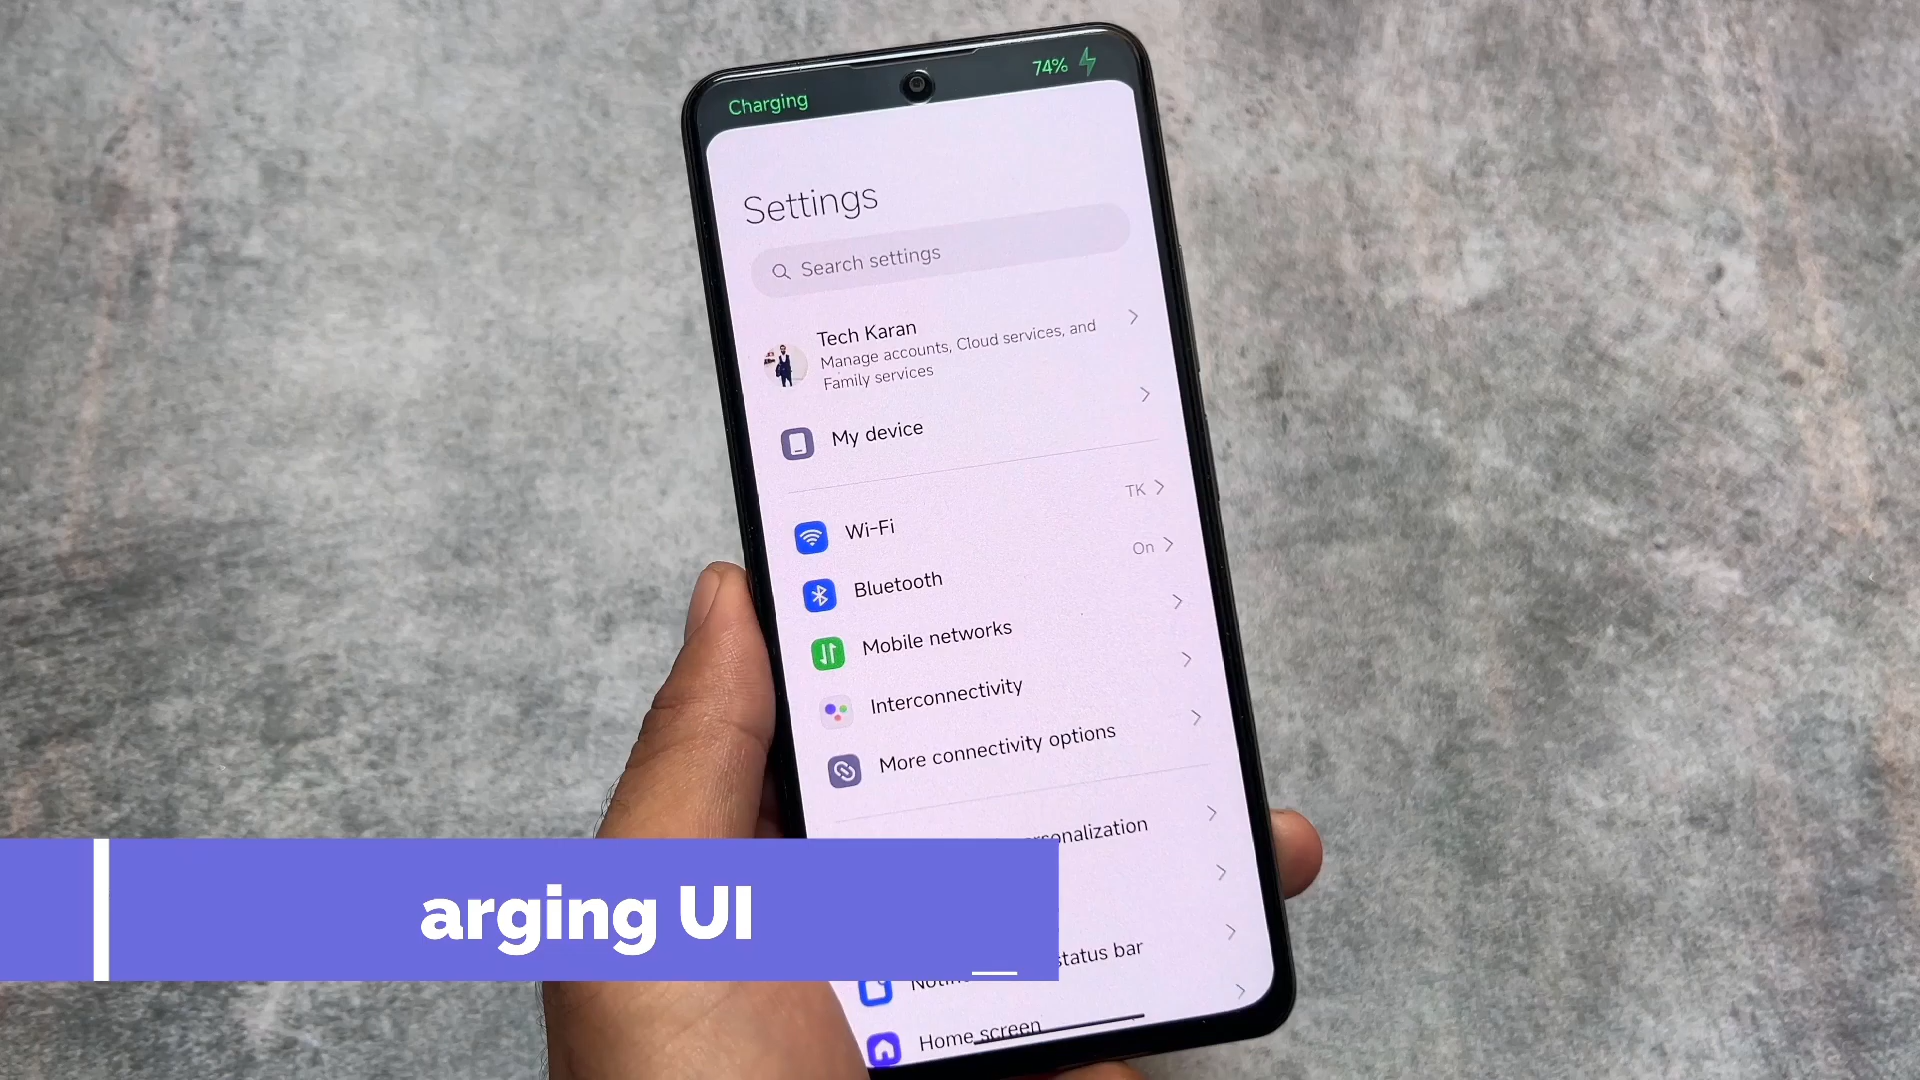 Charging
74%
Settings
Search settings
Tech Karan
Manage accounts, Cloud services, and
Family services
My device
Wi-Fi
TK
Bluetooth
On
Mobile networks
Interconnectivity
More connectivity options
rsonalization
status bar
Home screen
arging UI